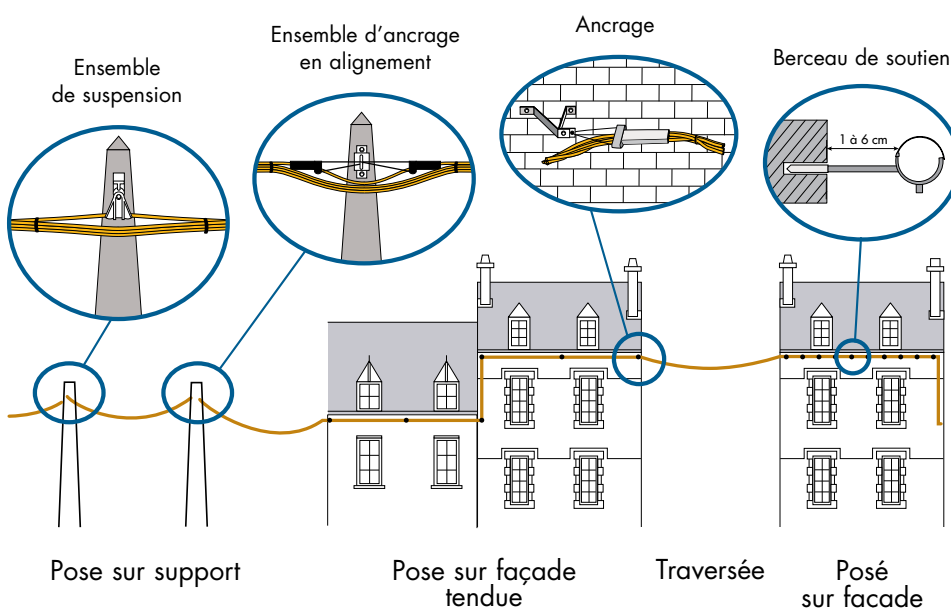 Ensemble
de suspension
Ensemble d'ancrage
en alignement
Ancrage
Berceau de soutien
1 à 6 cm
Pose sur support
Pose sur façade
tendue
Traversée
Posé
sur facade